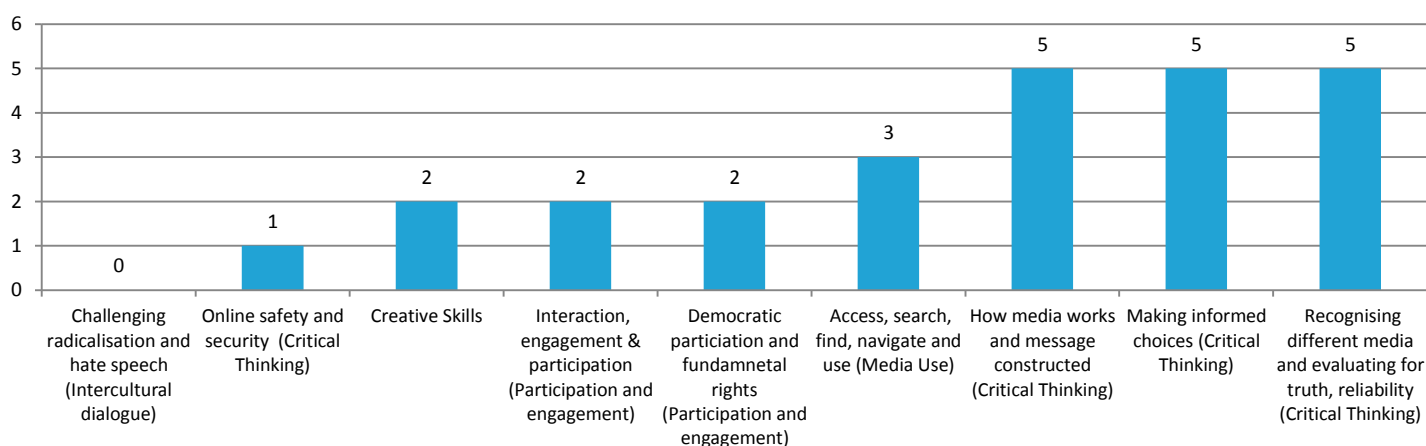 6
5
4
3
2
1
0
0
1
2
2
2
3
5
5
5
Challenging
radicalisation and
hate speech
(Intercultural
dialogue)
Online safety and
security (Critical
Thinking)
Creative Skills
Interaction,
engagement &
participation
(Participation and
engagement)
Democratic
particiation and
fundamnetal
rights
(Participation and
engagement)
Access, search,
find, navigate and
use (Media Use)
How media works
and message
constructed
(Critical Thinking)
Making informed
choices (Critical
Thinking)
Recognising
different media
and evaluating for
truth, reliability
(Critical Thinking)